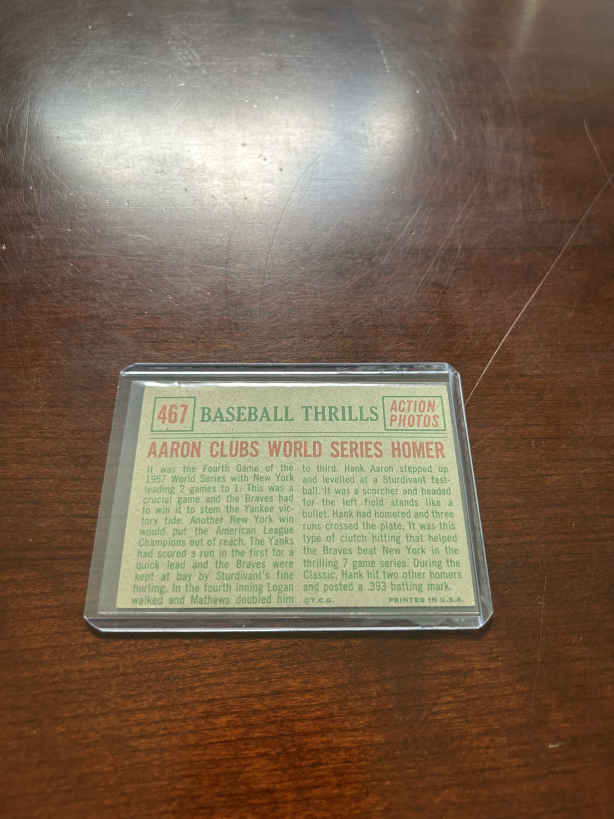 467
BASEBALL THRILLS
ACTION
PHOTOS
AARON CLUBS WORLD SERIES HOMER
It was the Fourth Game of the
1957 World Series with New York
leading 2 games to 1. This was a
crucial game and the Braves had
to win it to stem the Yankee vic-
tory tide. Another New York win
would put the American League
Champions out of reach. The Yanks
had scored a run in the first for a
quick lead and the Braves were
kept at bay by Sturdivant's fine
hurling. In the fourth inning Logan
walked and Mathews doubled him
to third. Hank Aaron stepped up
and levelled at a Sturdivant fast-
ball. It was a scorcher and headed
for the left field stands like a
bullet. Hank had homered and three
runs crossed the plate. It was this
type of clutch hitting that helped
the Braves beat New York in the
thrilling 7 game series. During the
Classic, Hank hit two other homers
and posted a .393 batting mark.
©T.C.G. PRINTED IN U.S.A.